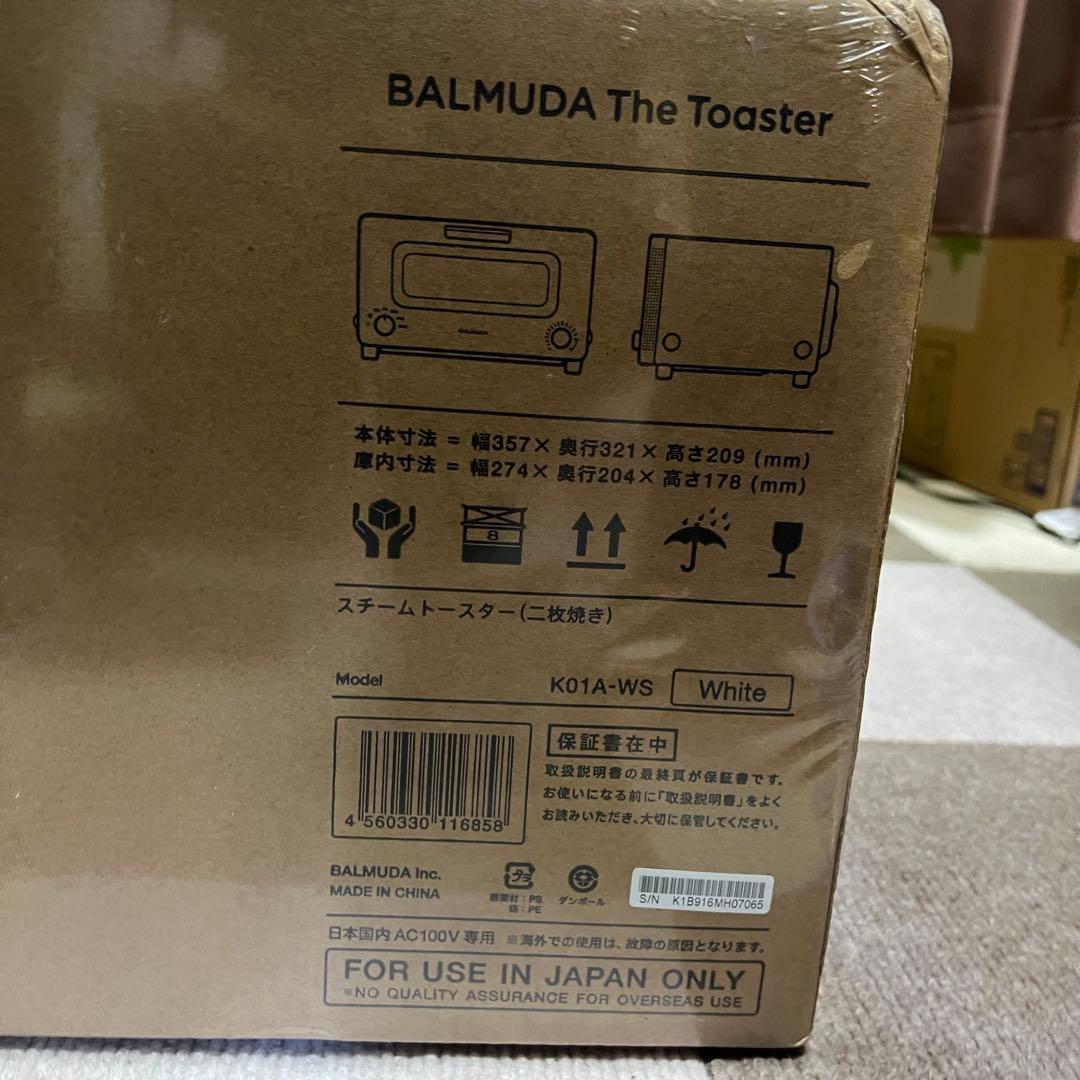 BALMUDA The Toaster
BALMUDA
本体寸法 = 幅357× 奥行321× 高さ209 (mm)
庫内寸法 = 幅274× 奥行204× 高さ178 (mm)
8
スチームトースター(二枚焼き)
Model K01A-WS White
保証書在中
取扱説明書の最終頁が保証書です。
お使いになる前に「取扱説明書」をよく
お読みいただき、大切に保管してください。
4 560330 116858
BALMUDA Inc.
MADE IN CHINA
プラ
緩衝材：PS
袋：PE
ダンボール
S/N K1B916MH07065
日本国内 AC100V 専用 ※海外での使用は、故障の原因となります。
FOR USE IN JAPAN ONLY
※NO QUALITY ASSURANCE FOR OVERSEAS USE